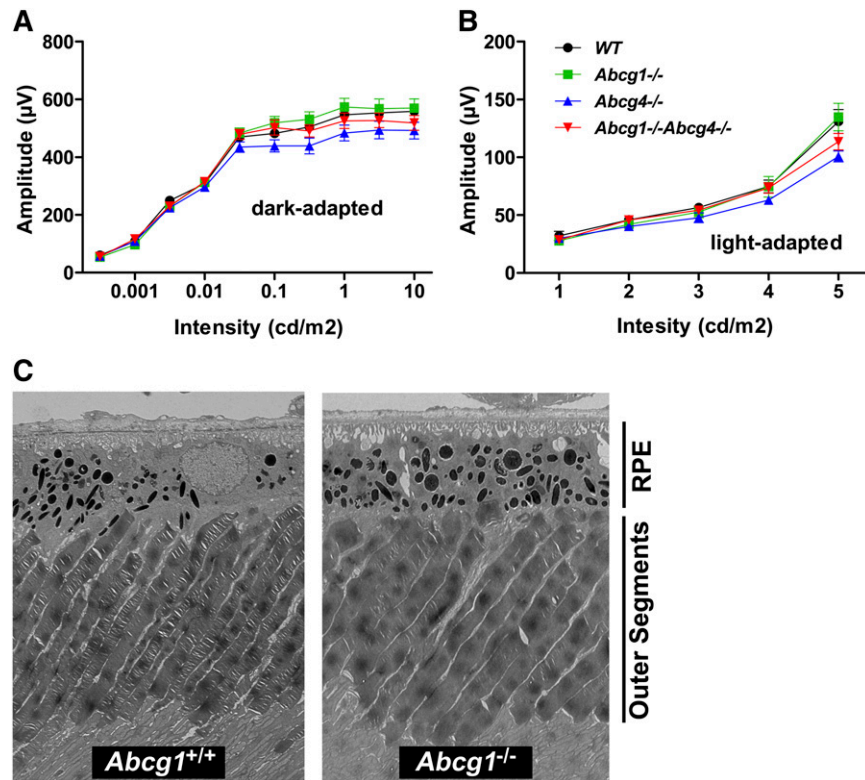 A
Amplitude (µV)
800
600
400
200
0
dark-adapted
0.001
0.01
0.1
1
10
Intensity (cd/m2)
B
Amplitude (µV)
200
150
100
50
0
WT
Abcg1-/-
Abcg4-/-
Abcg1-/-Abcg4-/-
light-adapted
1
2
3
4
5
Intesity (cd/m2)
C
RPE
Outer Segments
Abcg1+/+
Abcg1-/-